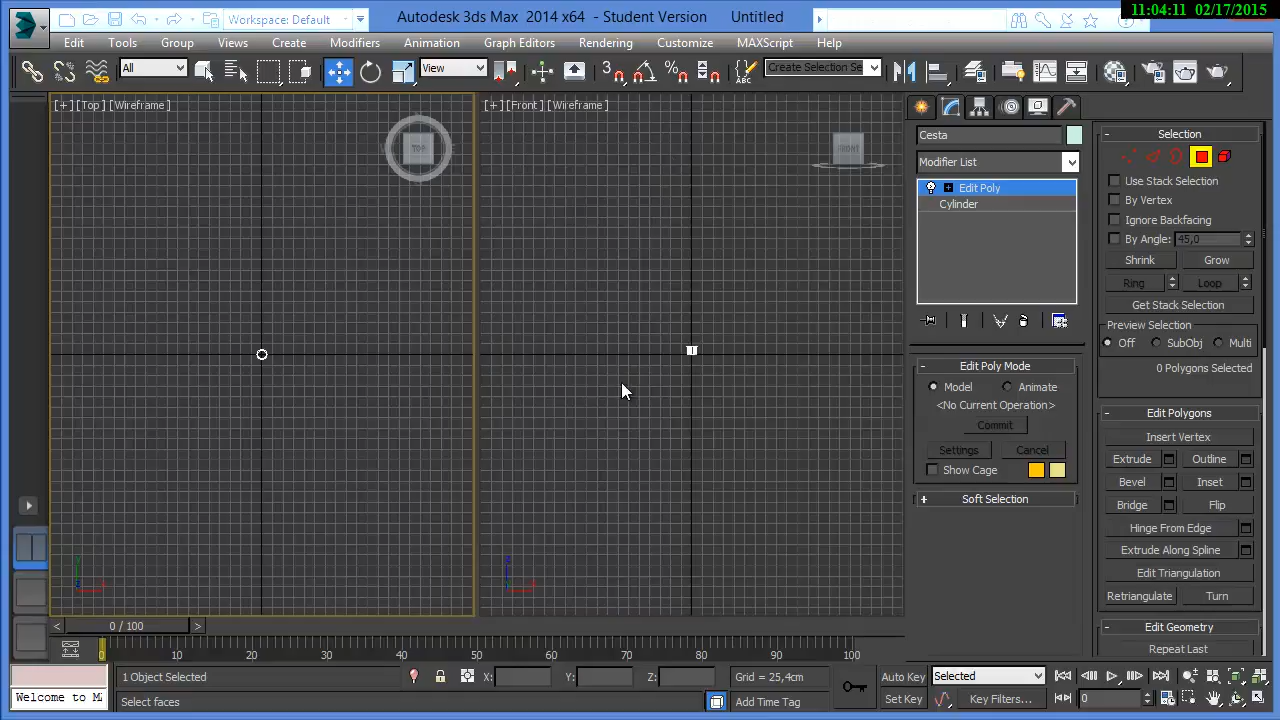 11:04:11 02/17/2015
Workspace: Default
Autodesk 3ds Max 2014 x64 - Student Version Untitled
Edit Tools Group Views Create Modifiers Animation Graph Editors Rendering Customize MAXScript Help
All
View
3
ABC
Create Selection Se
[+] [Top] [Wireframe]
TOP
[+] [Front] [Wireframe]
FRONT
Cesta
Modifier List
Edit Poly
Cylinder
Edit Poly Mode
Model Animate
<No Current Operation>
Commit
Settings Cancel
Show Cage
Soft Selection
Selection
Use Stack Selection
By Vertex
Ignore Backfacing
By Angle: 45,0
Shrink Grow
Ring Loop
Get Stack Selection
Preview Selection
Off SubObj Multi
0 Polygons Selected
Edit Polygons
Insert Vertex
Extrude Outline
Bevel Inset
Bridge Flip
Hinge From Edge
Extrude Along Spline
Edit Triangulation
Retriangulate Turn
Edit Geometry
Repeat Last
< 0 / 100 >
0 10 20 30 40 50 60 70 80 90 100
1 Object Selected X: Y: Z: Grid = 25,4cm Auto Key Selected
Welcome to M Select faces Add Time Tag Set Key Key Filters... 0